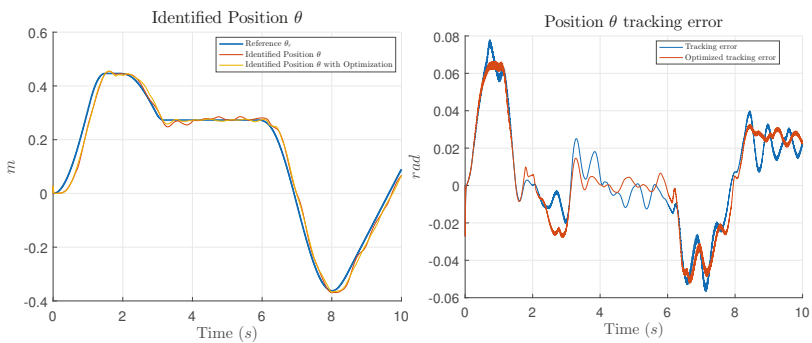 Identified Position θ
Reference θᵣ
Identified Position θ
Identified Position θ with Optimization
m
0.6
0.4
0.2
0
-0.2
-0.4
0
2
4
6
8
10
Time (s)
Position θ tracking error
Tracking error
Optimized tracking error
rad
0.08
0.06
0.04
0.02
0
-0.02
-0.04
-0.06
0
2
4
6
8
10
Time (s)